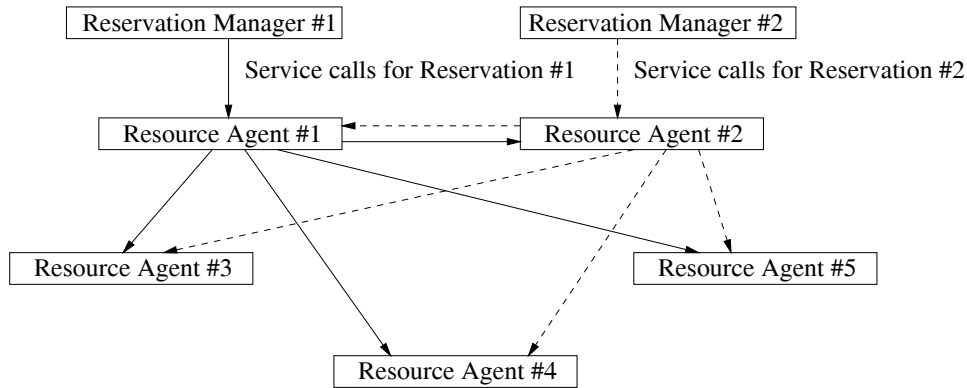 Reservation Manager #1
Reservation Manager #2
Service calls for Reservation #1
Service calls for Reservation #2
Resource Agent #1
Resource Agent #2
Resource Agent #3
Resource Agent #5
Resource Agent #4